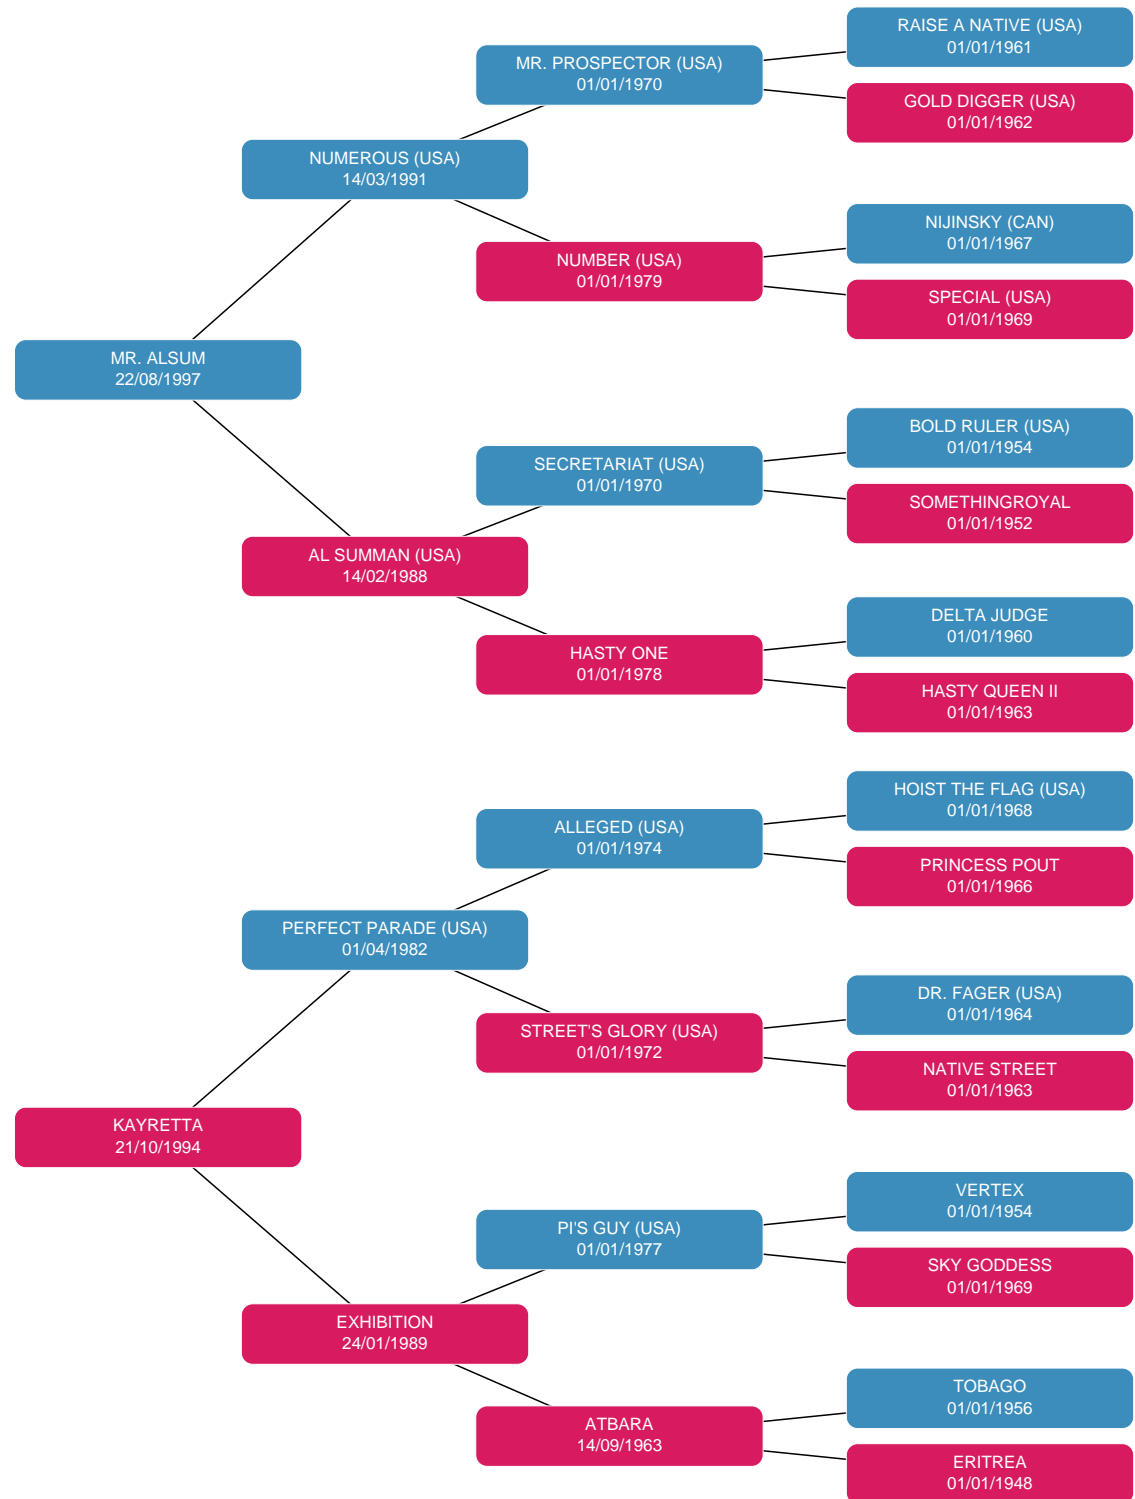 RAISE A NATIVE (USA)
01/01/1961
MR. PROSPECTOR (USA)
01/01/1970
GOLD DIGGER (USA)
01/01/1962
NUMEROUS (USA)
14/03/1991
NIJINSKY (CAN)
01/01/1967
NUMBER (USA)
01/01/1979
SPECIAL (USA)
01/01/1969
MR. ALSUM
22/08/1997
BOLD RULER (USA)
01/01/1954
SECRETARIAT (USA)
01/01/1970
SOMETHINGROYAL
01/01/1952
AL SUMMAN (USA)
14/02/1988
DELTA JUDGE
01/01/1960
HASTY ONE
01/01/1978
HASTY QUEEN II
01/01/1963
HOIST THE FLAG (USA)
01/01/1968
ALLEGED (USA)
01/01/1974
PRINCESS POUT
01/01/1966
PERFECT PARADE (USA)
01/04/1982
DR. FAGER (USA)
01/01/1964
STREET'S GLORY (USA)
01/01/1972
NATIVE STREET
01/01/1963
KAYRETTA
21/10/1994
VERTEX
01/01/1954
PI'S GUY (USA)
01/01/1977
SKY GODDESS
01/01/1969
EXHIBITION
24/01/1989
TOBAGO
01/01/1956
ATBARA
14/09/1963
ERITREA
01/01/1948